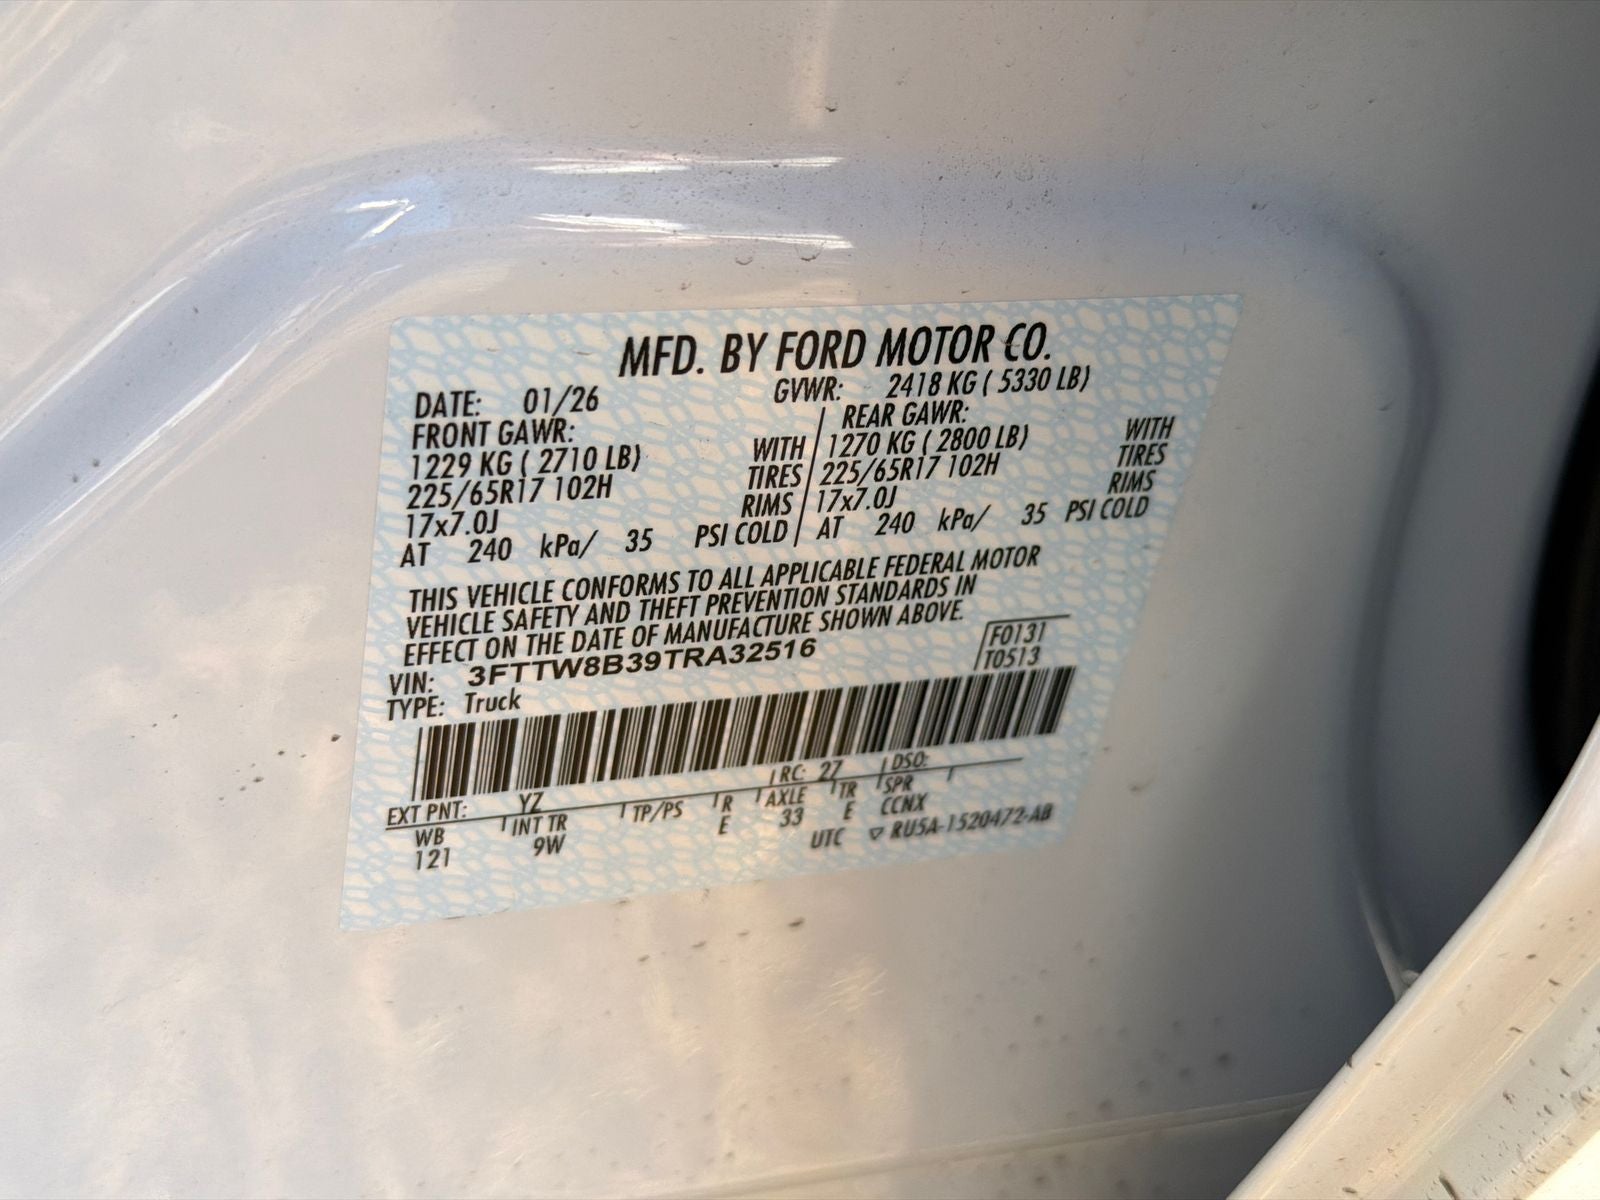 MFD. BY FORD MOTOR CO.
DATE: 01/26 GVWR: 2418 KG ( 5330 LB)
FRONT GAWR: REAR GAWR:
1229 KG ( 2710 LB) WITH 1270 KG ( 2800 LB) WITH
225/65R17 102H TIRES 225/65R17 102H TIRES
17x7.0J RIMS 17x7.0J RIMS
AT 240 kPa/ 35 PSI COLD AT 240 kPa/ 35 PSI COLD
THIS VEHICLE CONFORMS TO ALL APPLICABLE FEDERAL MOTOR
VEHICLE SAFETY AND THEFT PREVENTION STANDARDS IN
EFFECT ON THE DATE OF MANUFACTURE SHOWN ABOVE.
VIN: 3FTTW8B39TRA32516 F0131
TYPE: Truck T0513
EXT PNT: YZ RC: 27 DSO:
WB INT TR TP/PS R AXLE TR SPR
121 9W E 33 E CCNX
UTC ▽ RU5A-1520472-AB